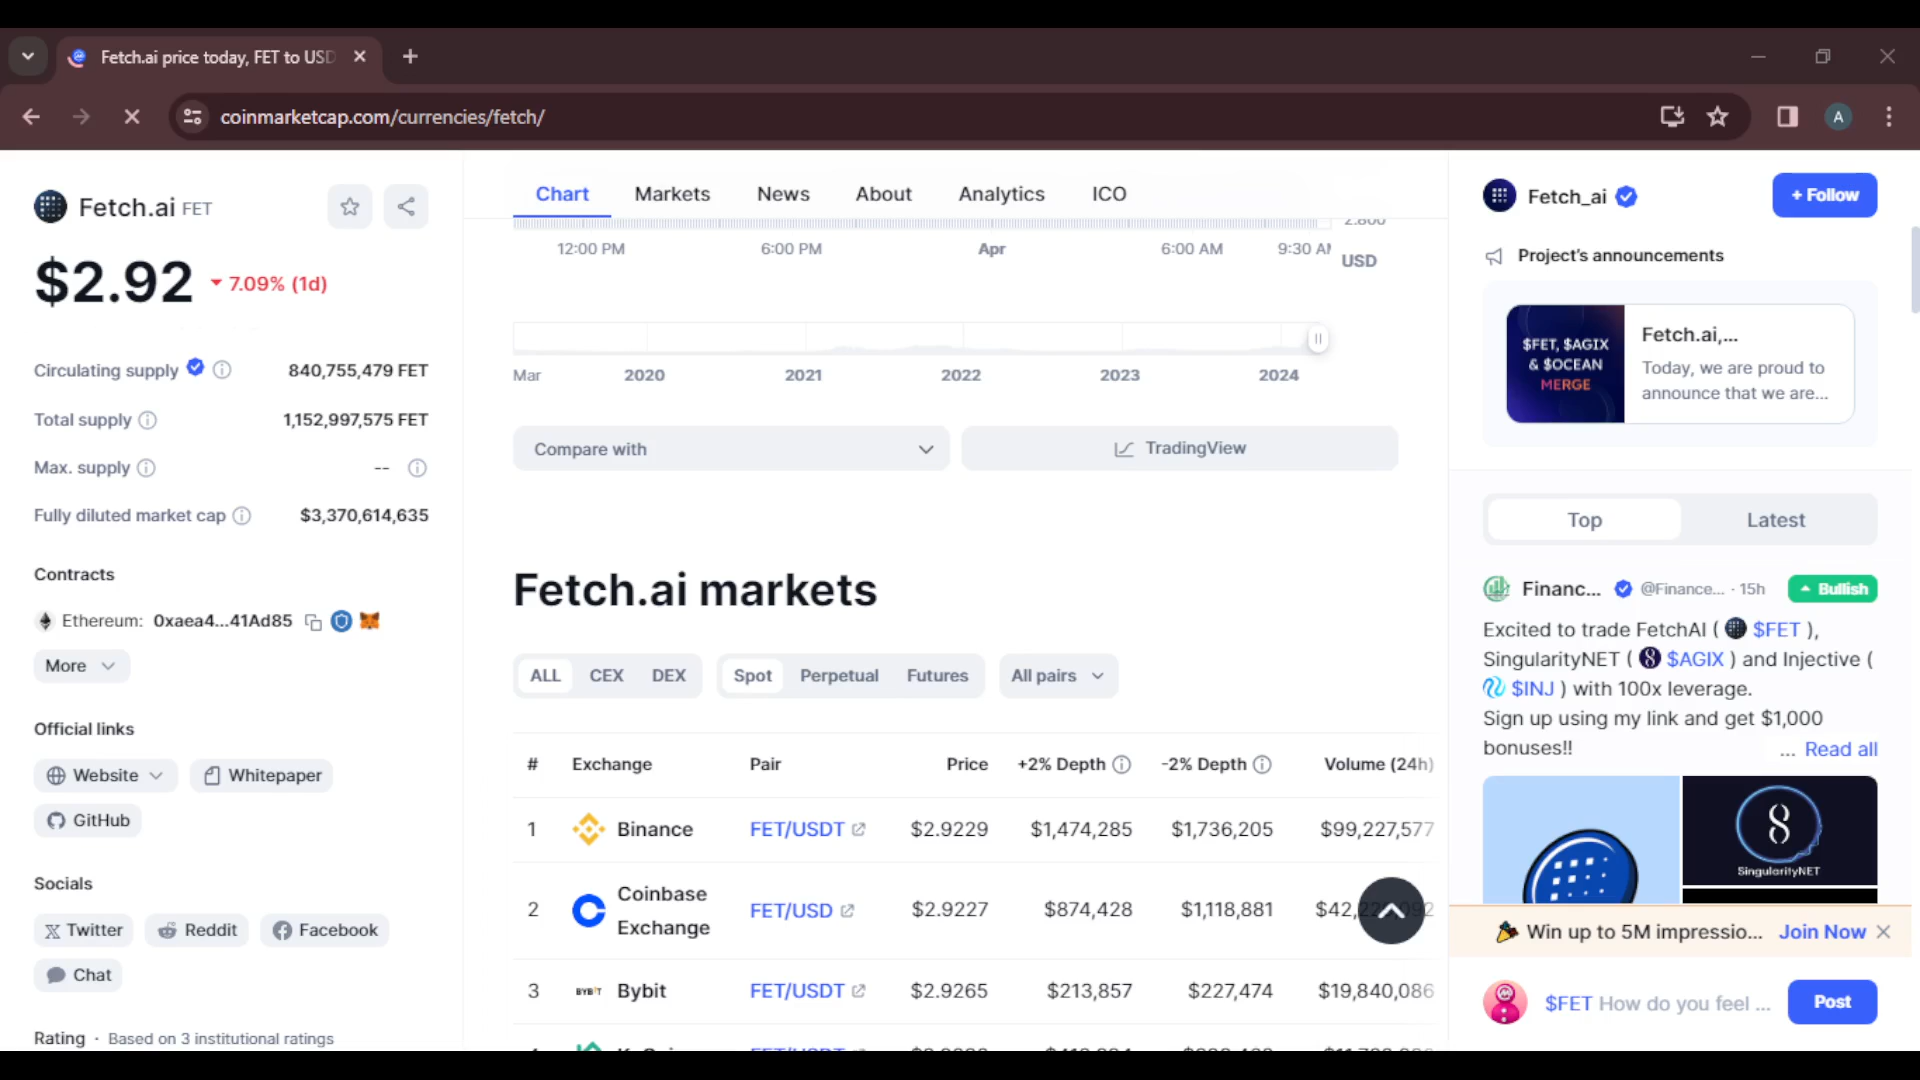 Fetch.ai price today, FET to USD
coinmarketcap.com/currencies/fetch/
A
Fetch.ai FET
$2.92 7.09% (1d)
Circulating supply 840,755,479 FET
Total supply 1,152,997,575 FET
Max. supply --
Fully diluted market cap $3,370,614,635
Contracts
Ethereum: 0xaea4...41Ad85
More
Official links
Website Whitepaper
GitHub
Socials
Twitter Reddit Facebook
Chat
Rating · Based on 3 institutional ratings
Chart Markets News About Analytics ICO
2.800
12:00 PM 6:00 PM Apr 6:00 AM 9:30 AM
USD
Mar 2020 2021 2022 2023 2024
Compare with TradingView
Fetch.ai markets
ALL CEX DEX Spot Perpetual Futures All pairs
# Exchange Pair Price +2% Depth -2% Depth Volume (24h)
1 Binance FET/USDT $2.9229 $1,474,285 $1,736,205 $99,227,577
2 Coinbase Exchange FET/USD $2.9227 $874,428 $1,118,881
3 BYBIT Bybit FET/USDT $2.9265 $213,857 $227,474 $19,840,086
Fetch_ai + Follow
Project's announcements
$FET, $AGIX
& $OCEAN
MERGE
Fetch.ai,...
Today, we are proud to
announce that we are...
Top Latest
Financ... @Finance... · 15h Bullish
Excited to trade FetchAI ( $FET ),
SingularityNET ( $AGIX ) and Injective (
$INJ ) with 100x leverage.
Sign up using my link and get $1,000
bonuses!! ... Read all
SingularityNET
Win up to 5M impressio... Join Now
$FET How do you feel ... Post